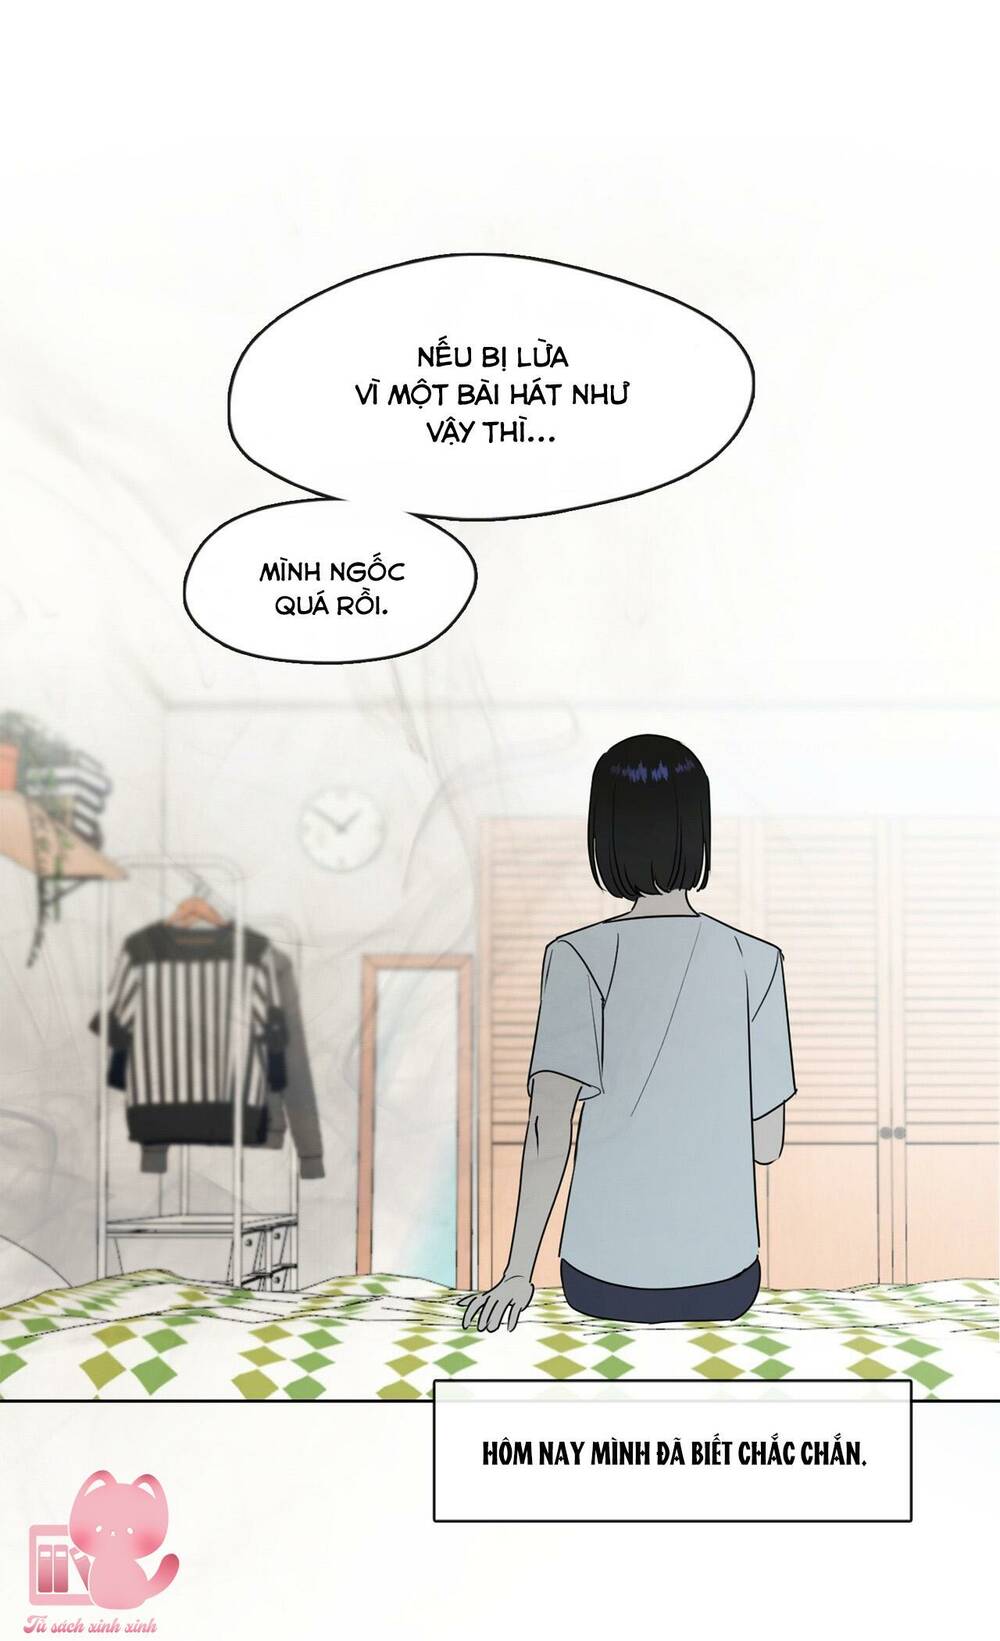 NẾU BỊ LỪA
VÌ MỘT BÀI HÁT NHƯ
VẬY THÌ...
MÌNH NGỐC
QUÁ RỒI.
HÔM NAY MÌNH ĐÃ BIẾT CHẮC CHẮN.
Tủ sách xinh xinh